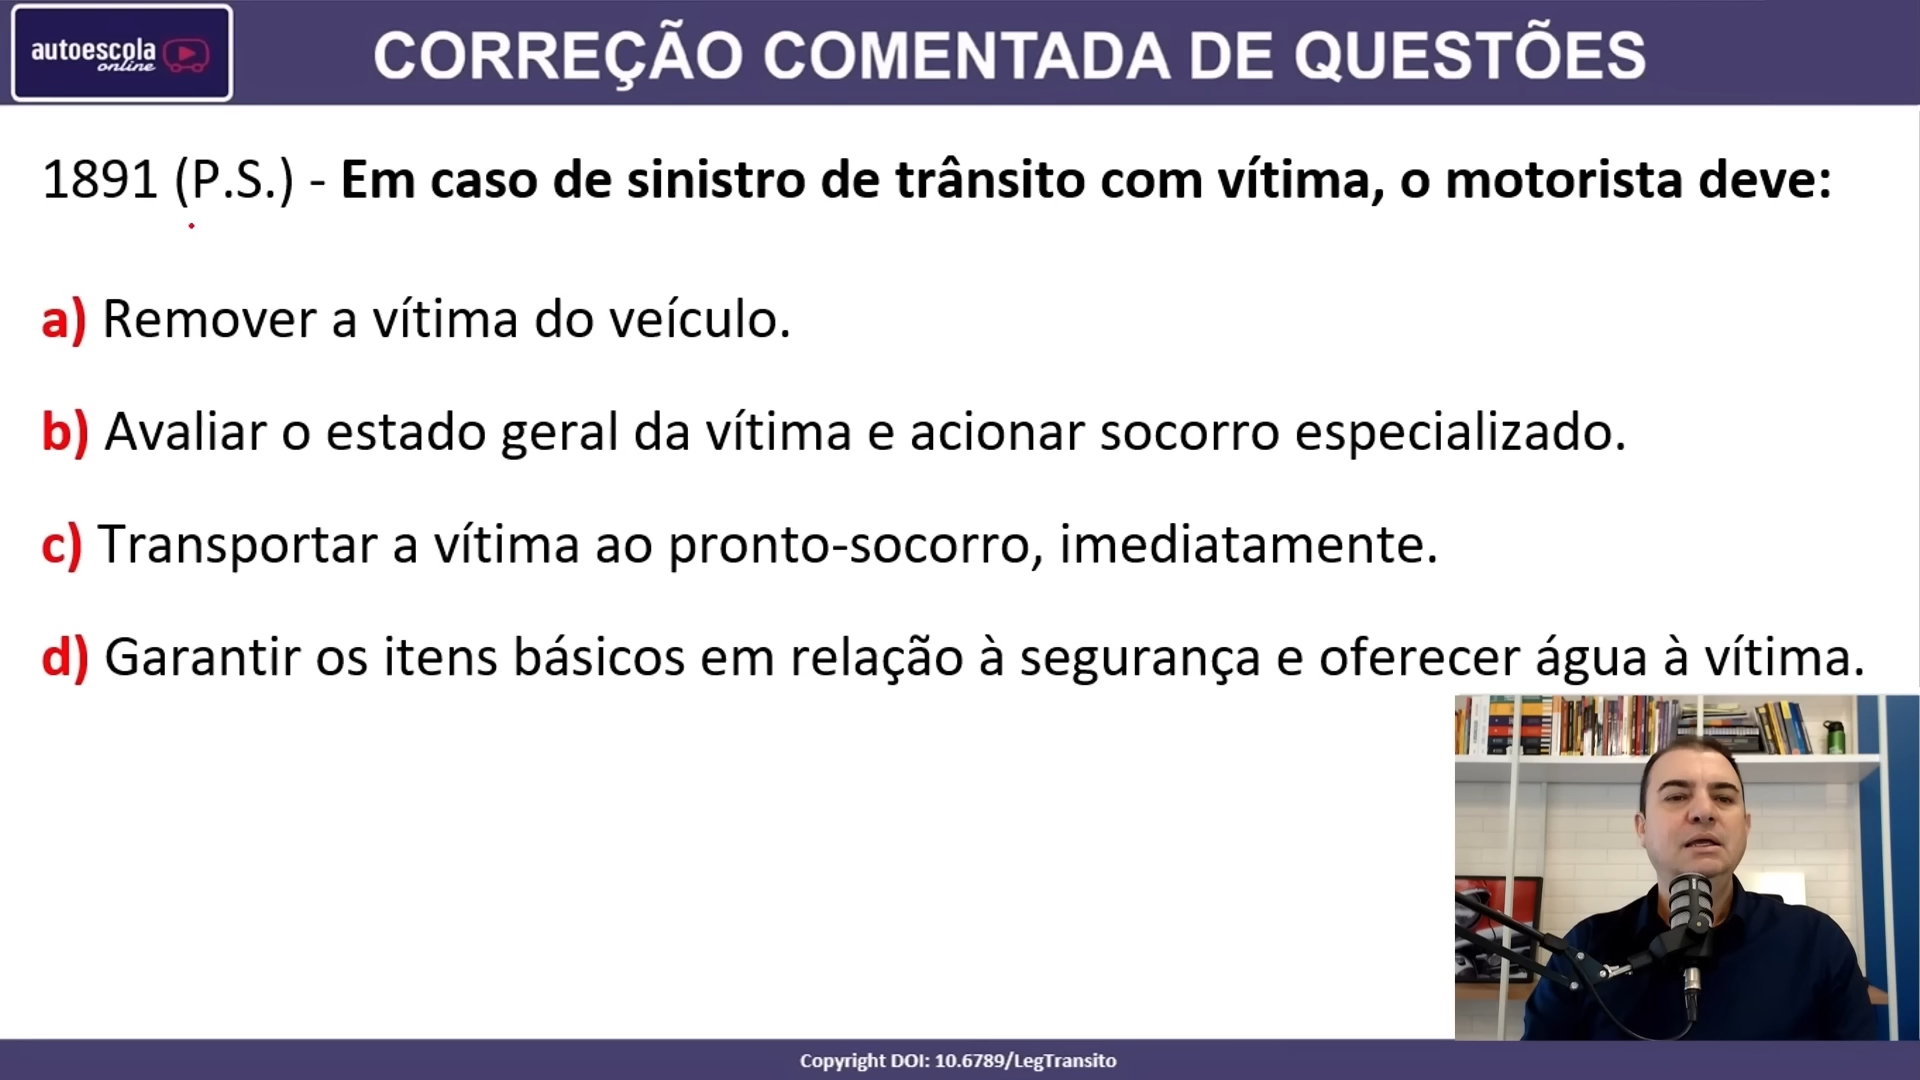 autoescola
online
CORREÇÃO COMENTADA DE QUESTÕES
1891 (P.S.) - Em caso de sinistro de trânsito com vítima, o motorista deve:
a) Remover a vítima do veículo.
b) Avaliar o estado geral da vítima e acionar socorro especializado.
c) Transportar a vítima ao pronto-socorro, imediatamente.
d) Garantir os itens básicos em relação à segurança e oferecer água à vítima.
Copyright DOI: 10.6789/LegTransito